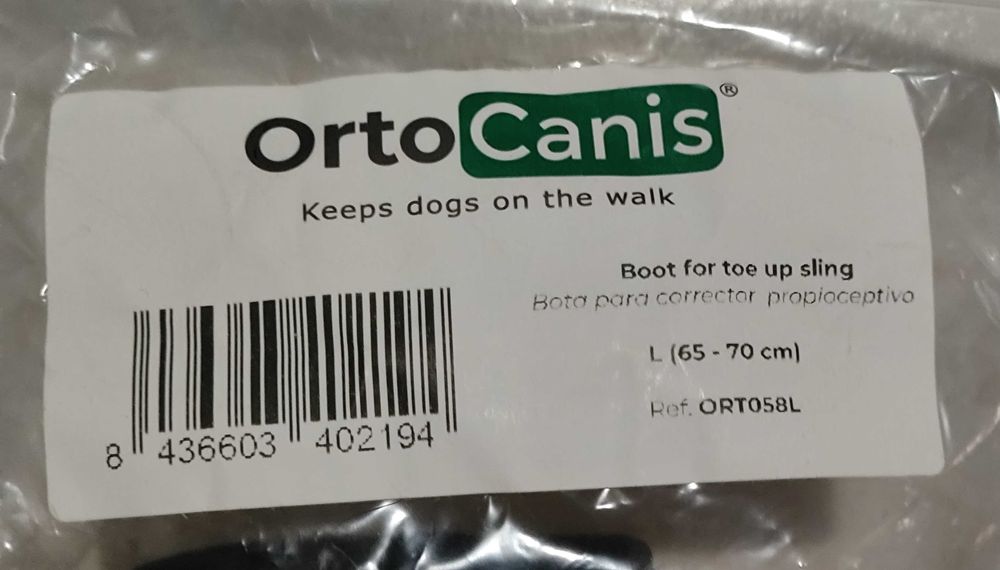 OrtoCanis®
Keeps dogs on the walk
Boot for toe up sling
Bota para corrector propioceptivo
L (65 - 70 cm)
Ref. ORT058L
8 436603 402194